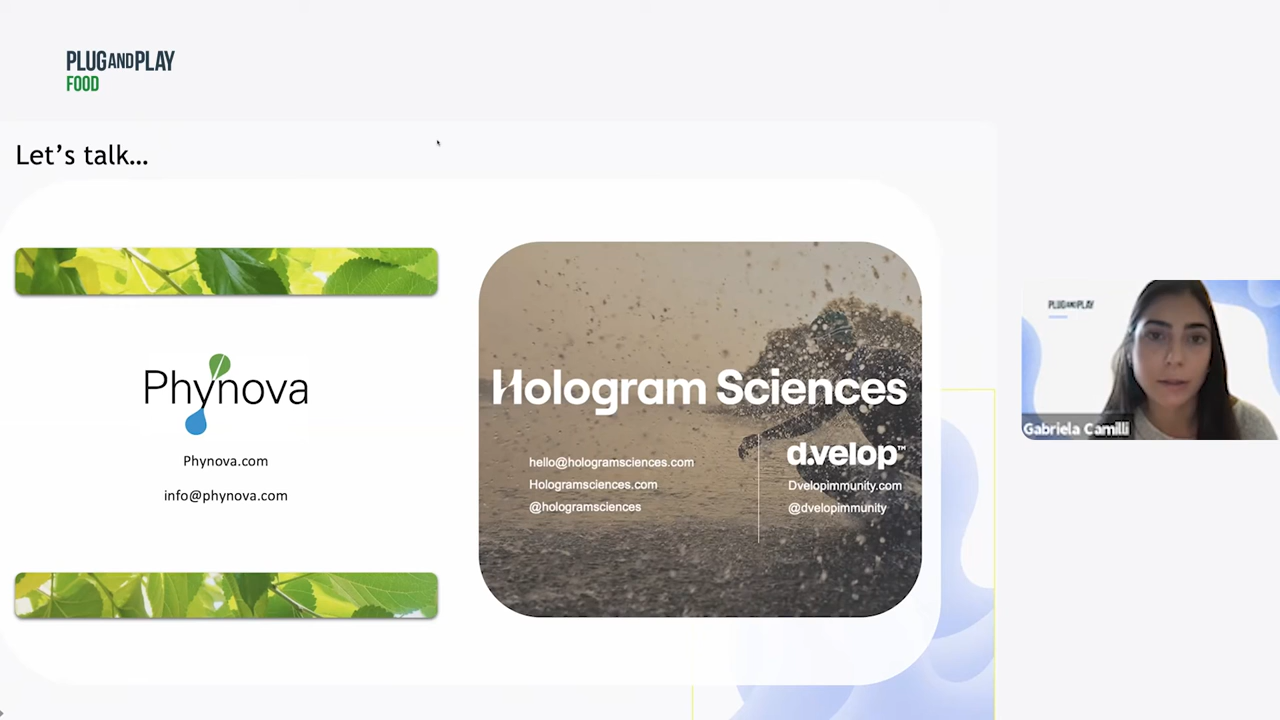 PLUGANDPLAY
FOOD
Let's talk...
Phynova
Phynova.com
info@phynova.com
Hologram Sciences
hello@hologramsciences.com
Hologramsciences.com
@hologramsciences
d.velop™
Dvelopimmunity.com
@dvelopimmunity
PLUGANDPLAY
Gabriela Camilli